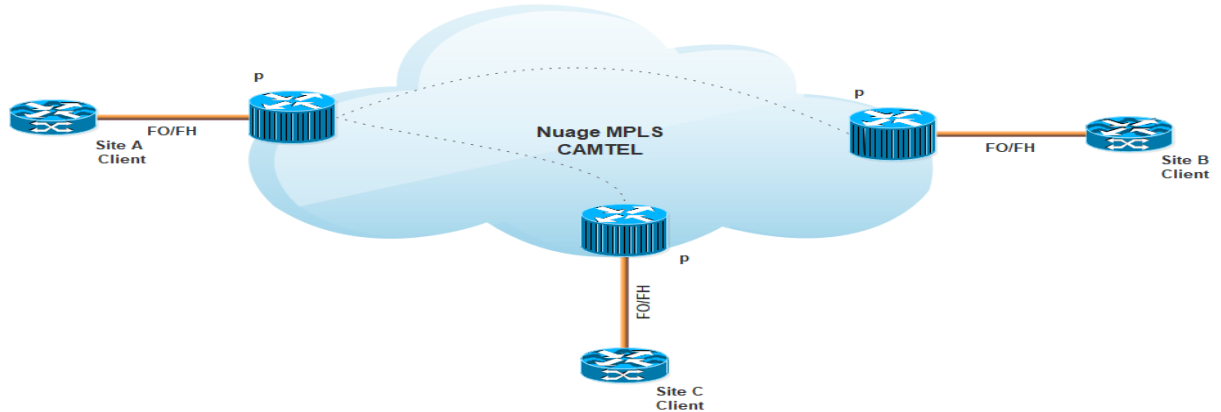 P
P
FO/FH
Site A
Client
Nuage MPLS
CAMTEL
FO/FH
Site B
Client
P
FO/FH
Site C
Client